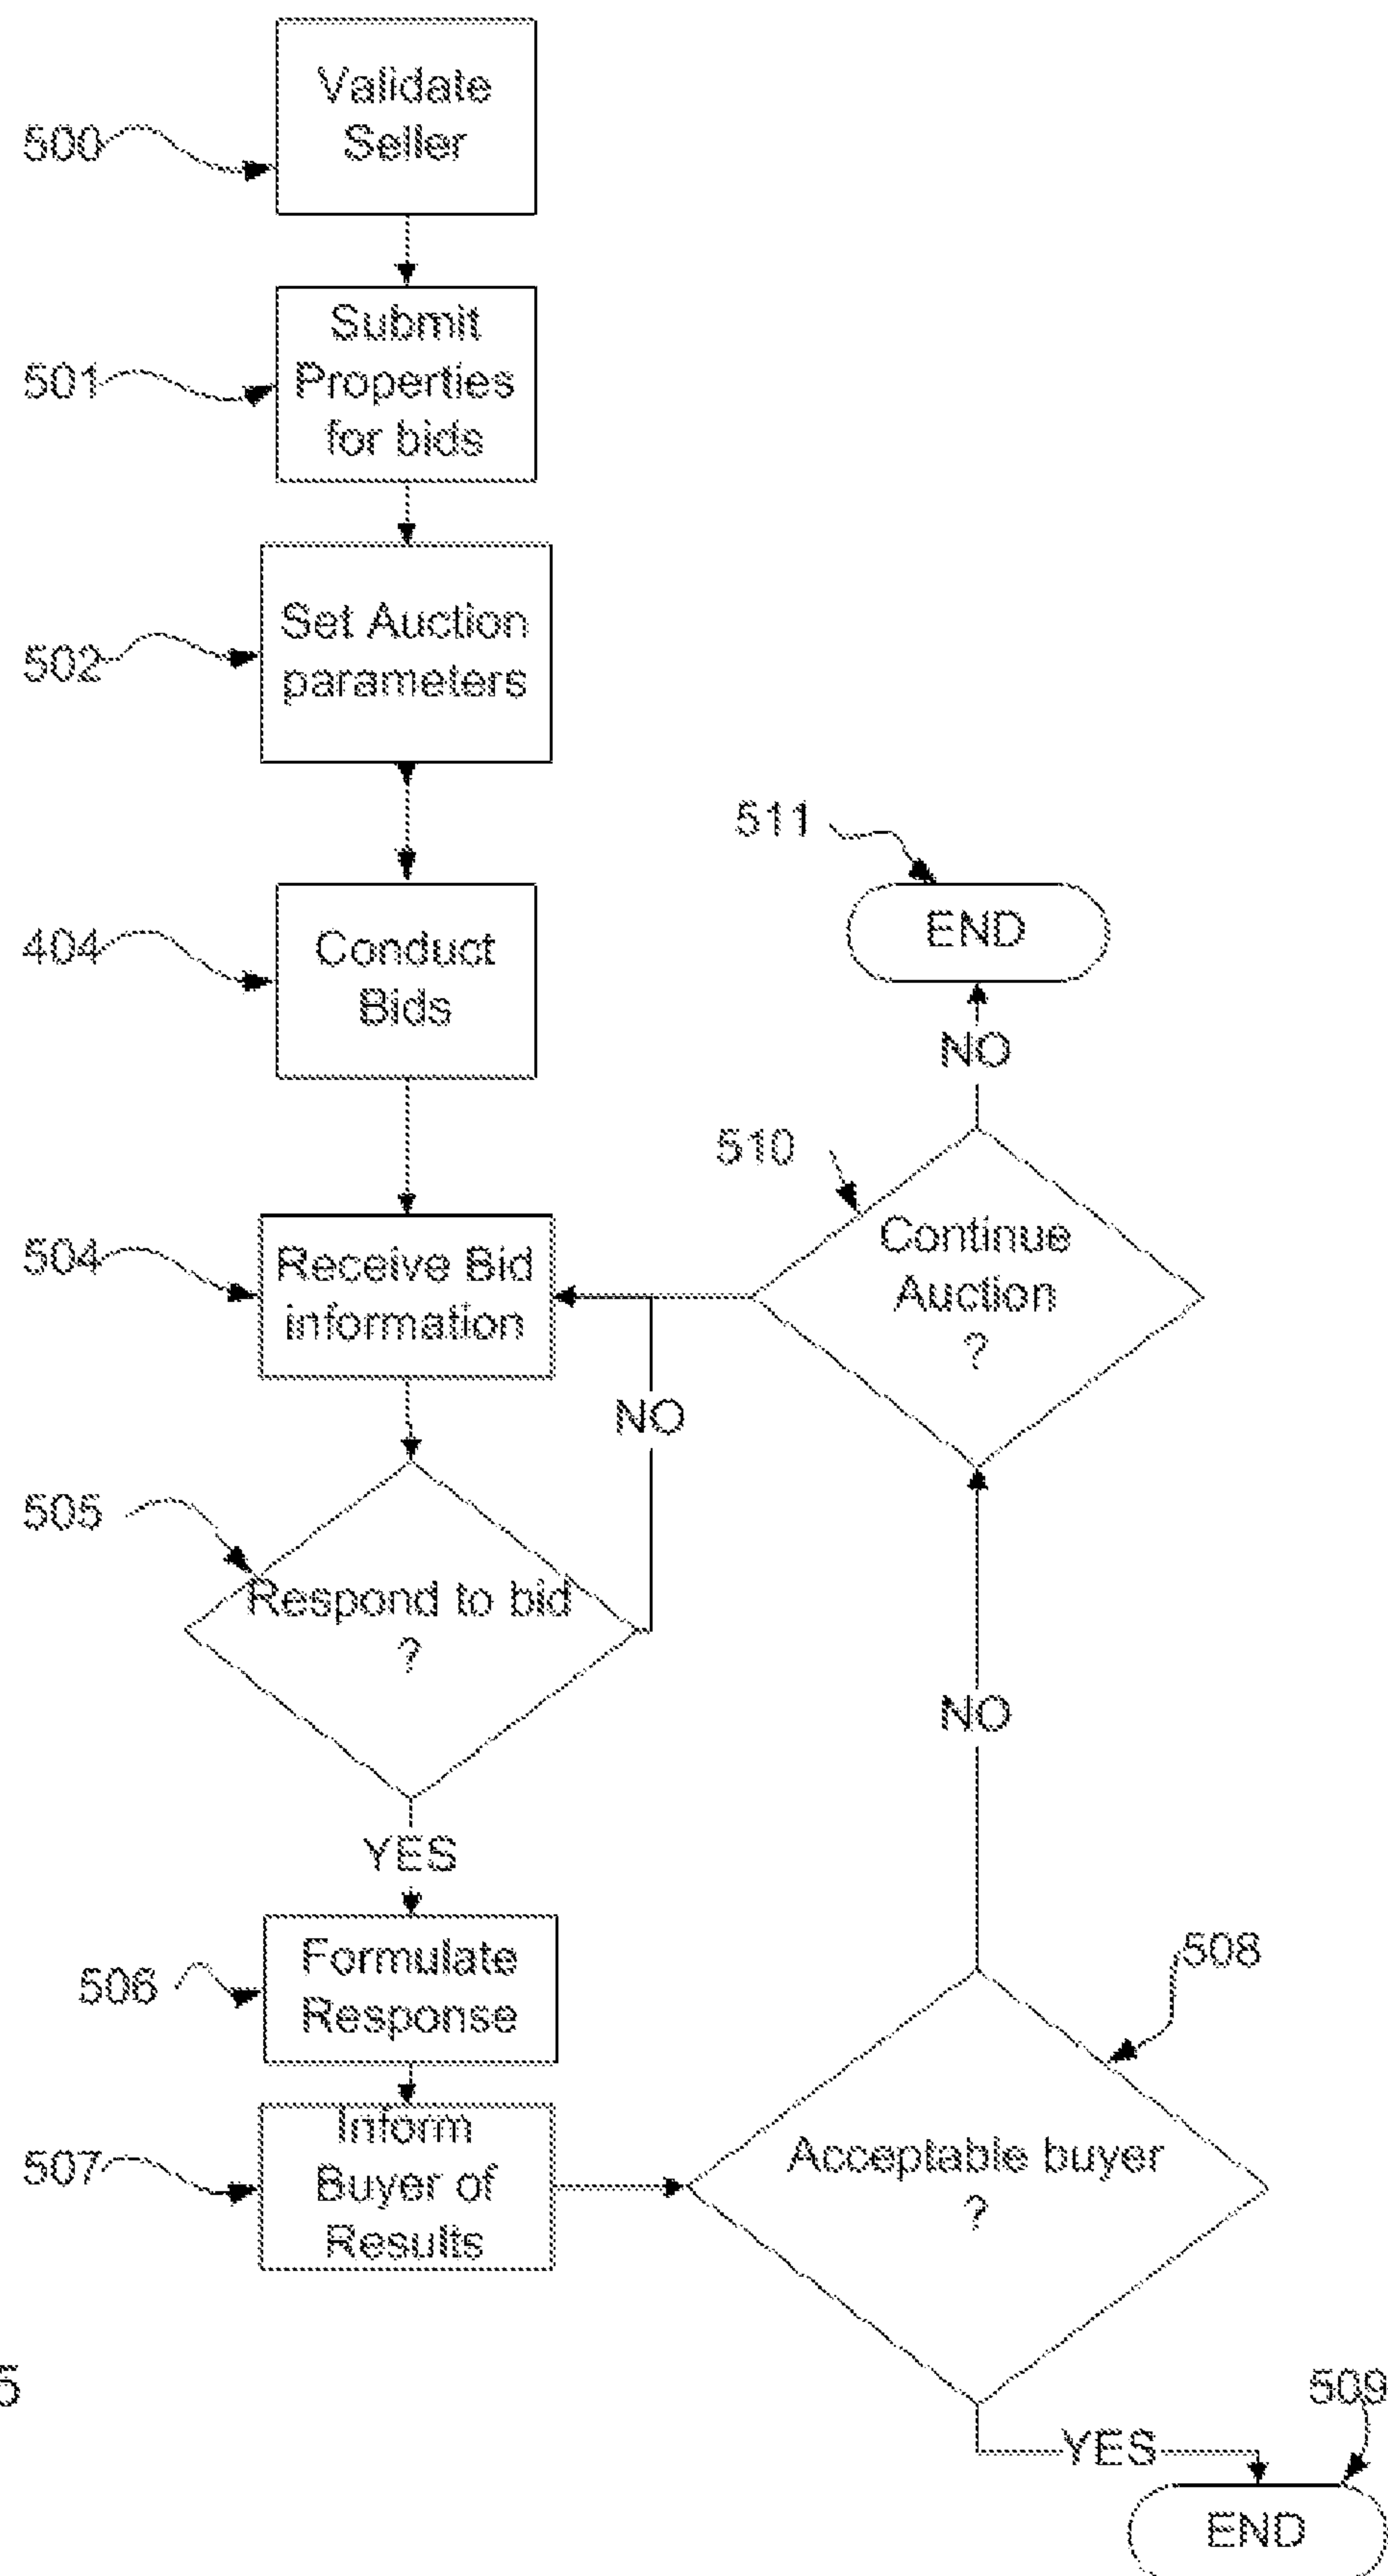 Validate
Seller
500
Submit
Properties
for bids
501
Set Auction
parameters
502
511
END
Conduct
Bids
404
NO
510
Continue
Auction
?
Receive Bid
information
504
NO
505
Respond to bid
?
NO
YES
Formulate
Response
506
508
Inform
Buyer of
Results
507
Acceptable buyer
?
5
509
YES
END